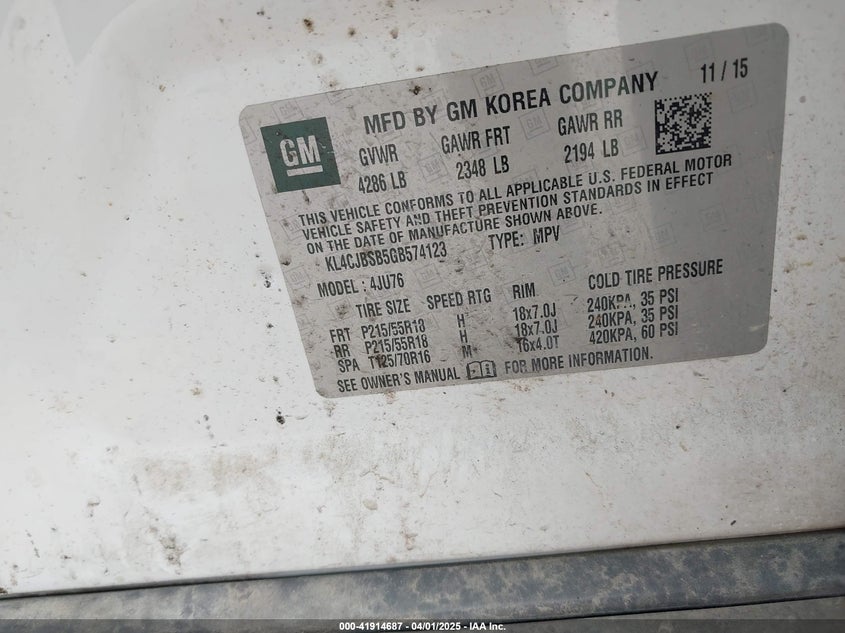 MFD BY GM KOREA COMPANY 11 / 15
GM
GVWR GAWR FRT GAWR RR
4286 LB 2348 LB 2194 LB
THIS VEHICLE CONFORMS TO ALL APPLICABLE U.S. FEDERAL MOTOR
VEHICLE SAFETY AND THEFT PREVENTION STANDARDS IN EFFECT
ON THE DATE OF MANUFACTURE SHOWN ABOVE.
KL4CJBSB5GB574123 TYPE: MPV
MODEL : 4JU76
TIRE SIZE SPEED RTG RIM COLD TIRE PRESSURE
FRT P215/55R18 H 18x7.0J 240KPA, 35 PSI
RR P215/55R18 H 18x7.0J 240KPA, 35 PSI
SPA T125/70R16 M 16x4.0T 420KPA, 60 PSI
SEE OWNER'S MANUAL FOR MORE INFORMATION.
000-41914687 - 04/01/2025 - IAA Inc.